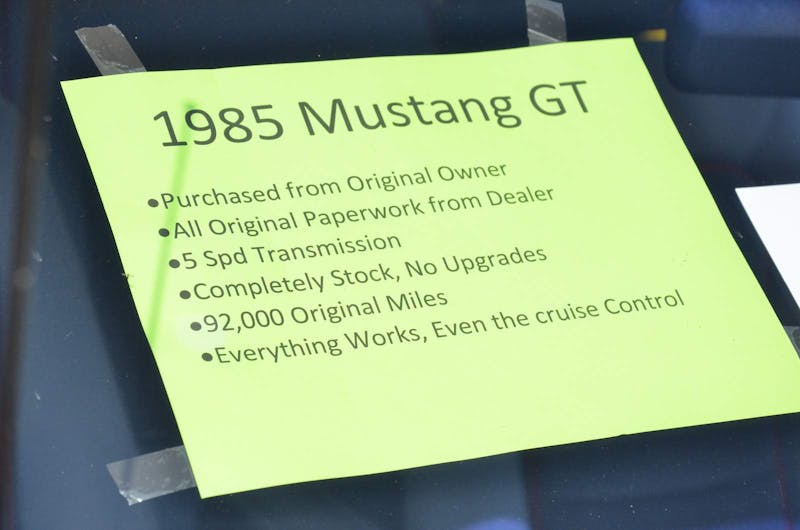 1985 Mustang GT
•Purchased from Original Owner
•All Original Paperwork from Dealer
•5 Spd Transmission
•Completely Stock, No Upgrades
•92,000 Original Miles
•Everything Works, Even the cruise Control